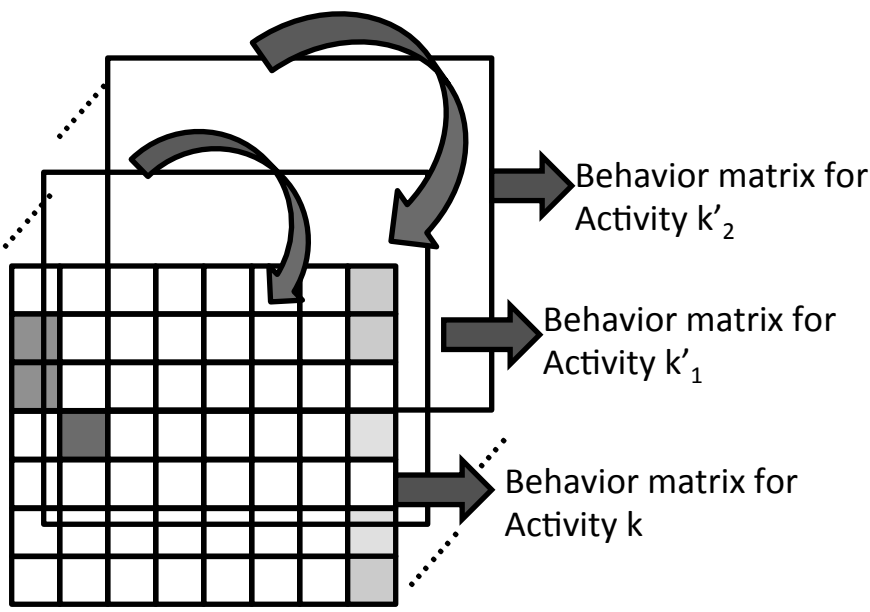 Behavior matrix for
Activity k’₂
Behavior matrix for
Activity k’₁
Behavior matrix for
Activity k